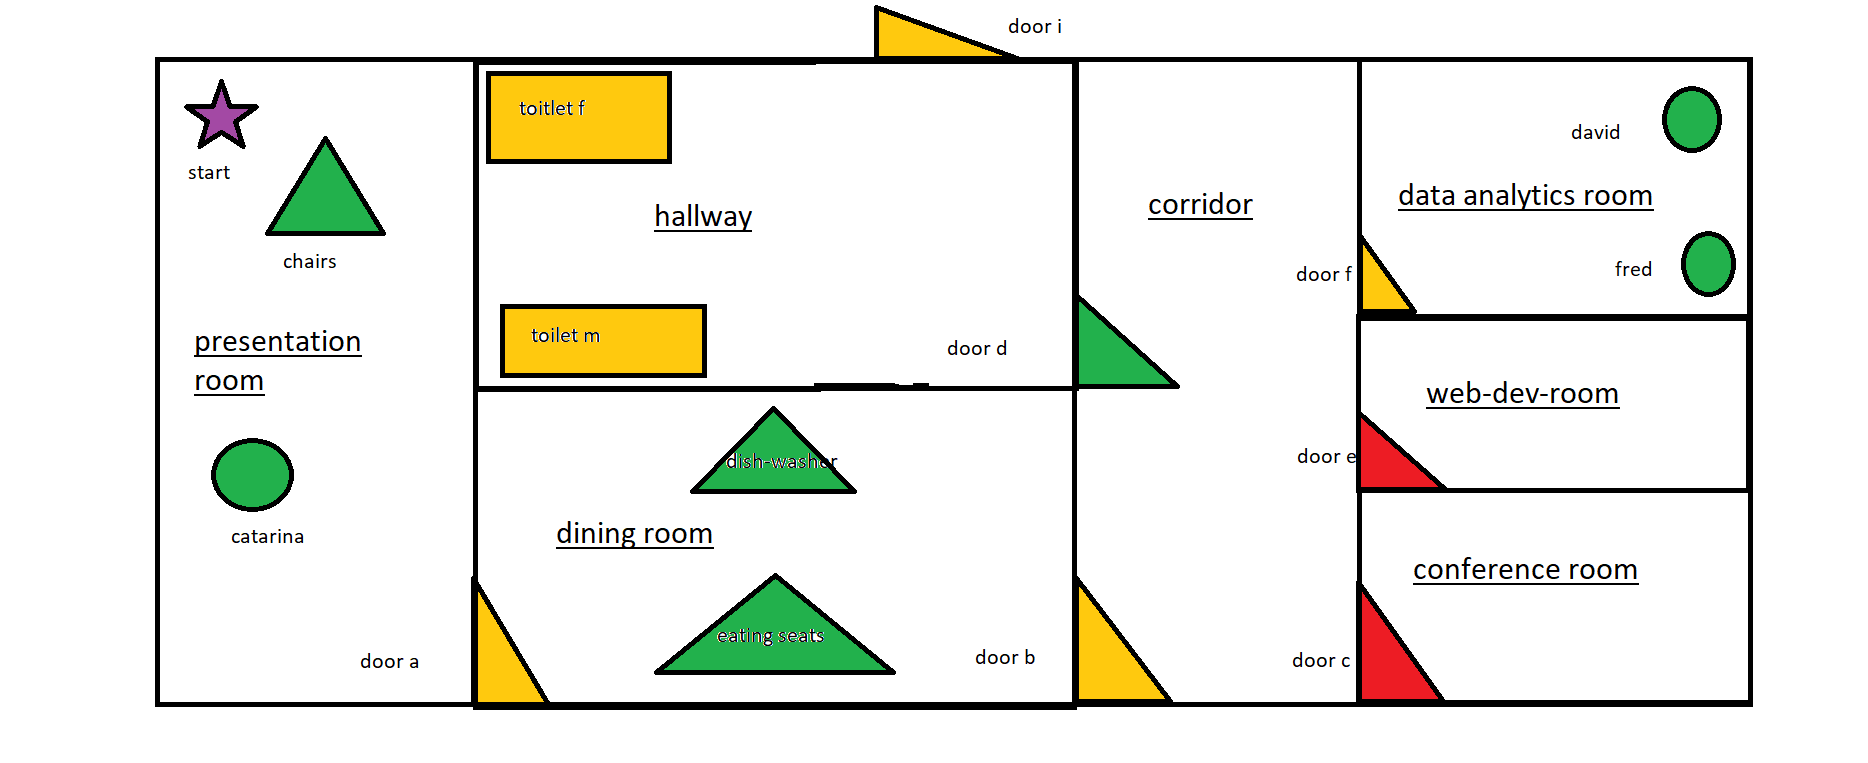 door i
toitlet f
david
start
data analytics room
corridor
hallway
chairs
fred
door f
toilet m
presentation
room
door d
web-dev-room
door e
dish-washer
dining room
catarina
conference room
eating seats
door a
door b
door c